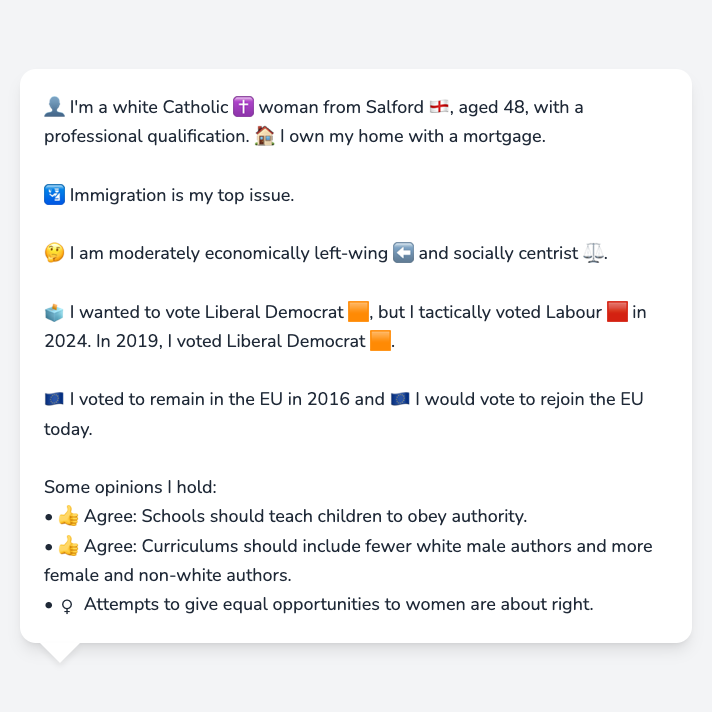 👤 I'm a white Catholic ✝️ woman from Salford 🏴󠁧󠁢󠁥󠁮󠁧󠁿, aged 48, with a
professional qualification. 🏠 I own my home with a mortgage.
🛂 Immigration is my top issue.
🤔 I am moderately economically left-wing ⬅️ and socially centrist ⚖️.
🗳️ I wanted to vote Liberal Democrat 🟧, but I tactically voted Labour 🟥 in
2024. In 2019, I voted Liberal Democrat 🟧.
🇪🇺 I voted to remain in the EU in 2016 and 🇪🇺 I would vote to rejoin the EU
today.
Some opinions I hold:
• 👍 Agree: Schools should teach children to obey authority.
• 👍 Agree: Curriculums should include fewer white male authors and more
female and non-white authors.
• ♀ Attempts to give equal opportunities to women are about right.